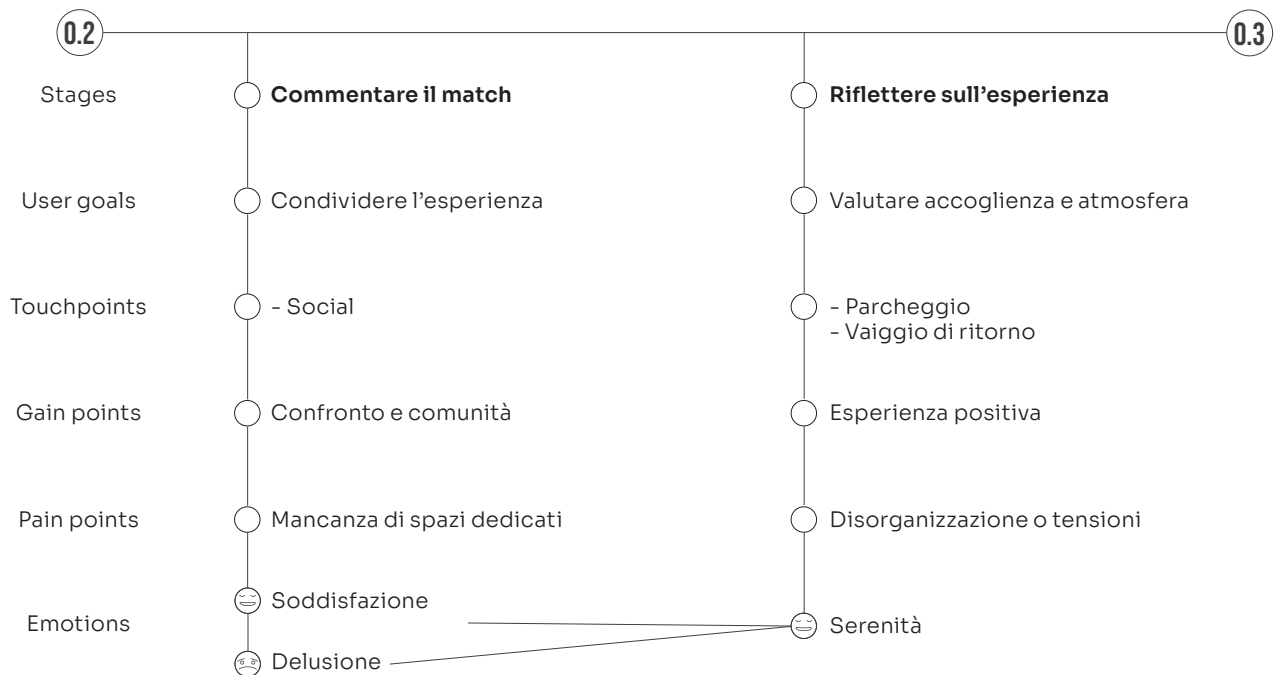 0.2
0.3
Stages
Commentare il match
Riflettere sull’esperienza
User goals
Condividere l’esperienza
Valutare accoglienza e atmosfera
Touchpoints
- Social
- Parcheggio
- Vaiggio di ritorno
Gain points
Confronto e comunità
Esperienza positiva
Pain points
Mancanza di spazi dedicati
Disorganizzazione o tensioni
Emotions
Soddisfazione
Serenità
Delusione